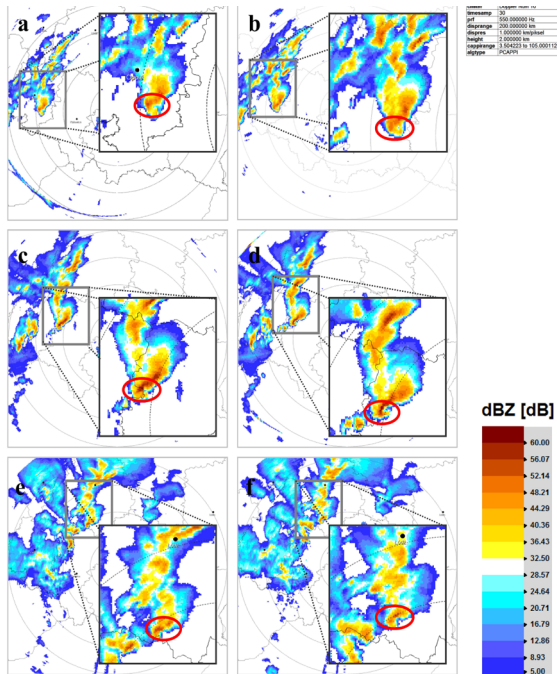 a
b
timesamp 30
prf 550.000000 Hz
disprange 200.000000 km
dispres 1.000000 km/piksel
height 2.000000 km
cappirange 3.504223 to 105.000112
algtype PCAPPI
c
d
e
f
dBZ [dB]
60.00
56.07
52.14
48.21
44.29
40.36
36.43
32.50
28.57
24.64
20.71
16.79
12.86
8.93
5.00